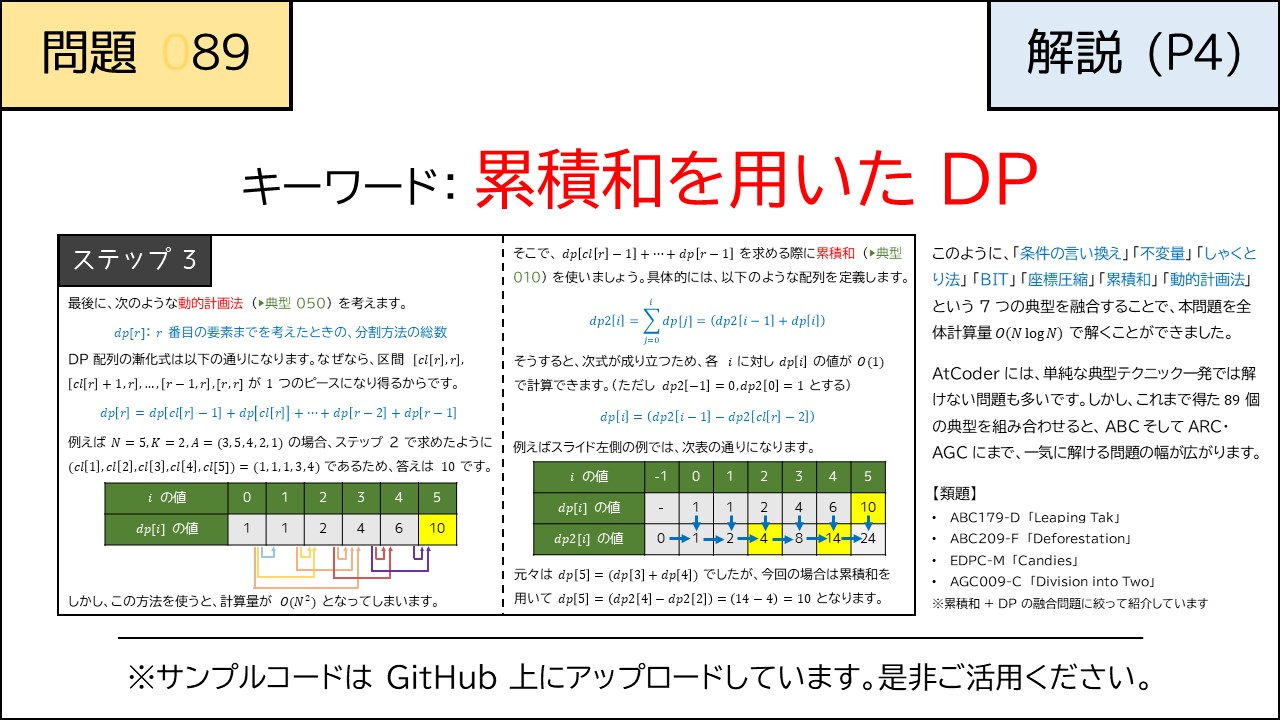 問題 089
解説 (P4)
キーワード: 累積和を用いた DP
ステップ 3
最後に、次のような動的計画法（▶典型 050）を考えます。
dp[r]: r 番目の要素までを考えたときの、分割方法の総数
DP 配列の漸化式は以下の通りになります。なぜなら、区間 [cl[r], r],
[cl[r] + 1, r], …, [r − 1, r], [r, r] が 1 つのピースになり得るからです。
dp[r] = dp[cl[r] − 1] + dp[cl[r]] + ⋯ + dp[r − 2] + dp[r − 1]
例えば N = 5, K = 2, A = (3, 5, 4, 2, 1) の場合、ステップ 2 で求めたように
(cl[1], cl[2], cl[3], cl[4], cl[5]) = (1, 1, 1, 3, 4) であるため、答えは 10 です。
i の値 0 1 2 3 4 5
dp[i] の値 1 1 2 4 6 10
しかし、この方法を使うと、計算量が O(N²) となってしまいます。
そこで、dp[cl[r] − 1] + ⋯ + dp[r − 1] を求める際に累積和（▶典型
010）を使いましょう。具体的には、以下のような配列を定義します。
dp2[i] = ∑_{j=0}^{i} dp[j] = (dp2[i − 1] + dp[i])
そうすると、次式が成り立つため、各 i に対し dp[i] の値が O(1)
で計算できます。（ただし dp2[−1] = 0, dp2[0] = 1 とする）
dp[i] = (dp2[i − 1] − dp2[cl[r] − 2])
例えばスライド左側の例では、次表の通りになります。
i の値 -1 0 1 2 3 4 5
dp[i] の値 - 1 1 2 4 6 10
dp2[i] の値 0 1 2 4 8 14 24
元々は dp[5] = (dp[3] + dp[4]) でしたが、今回の場合は累積和を
用いて dp[5] = (dp2[4] − dp2[2]) = (14 − 4) = 10 となります。
このように、「条件の言い換え」「不変量」「しゃくと
り法」「BIT」「座標圧縮」「累積和」「動的計画法」
という 7 つの典型を融合することで、本問題を全
体計算量 O(N log N) で解くことができました。
AtCoder には、単純な典型テクニック一発では解
けない問題も多いです。しかし、これまで得た 89 個
の典型を組み合わせると、ABC そして ARC・
AGC にまで、一気に解ける問題の幅が広がります。
【類題】
• ABC179-D「Leaping Tak」
• ABC209-F「Deforestation」
• EDPC-M「Candies」
• AGC009-C「Division into Two」
※累積和 + DP の融合問題に絞って紹介しています
※サンプルコードは GitHub 上にアップロードしています。是非ご活用ください。